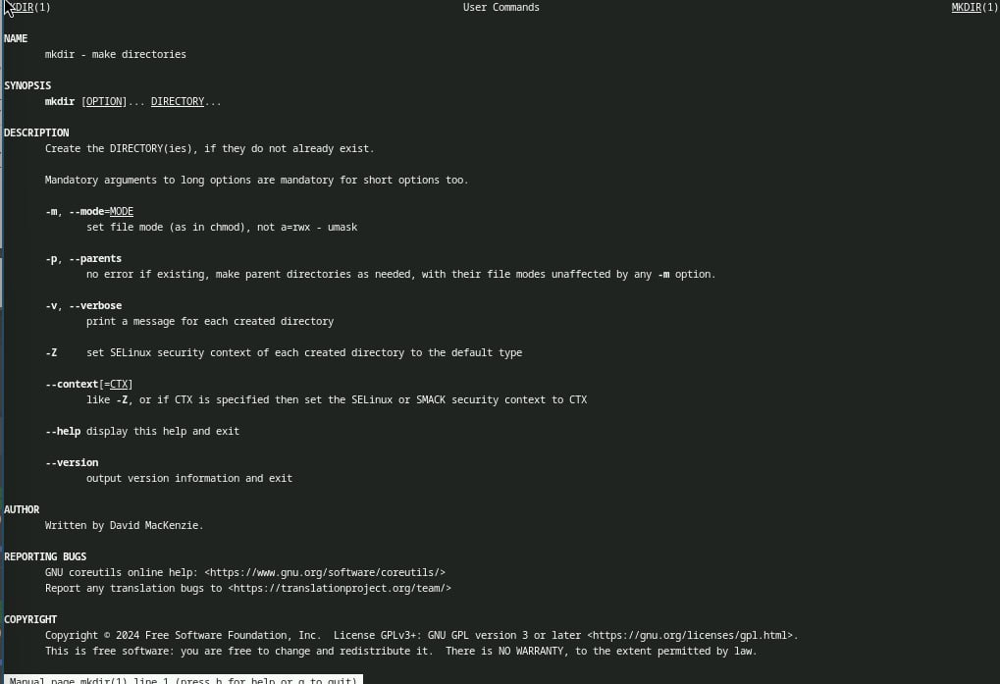 KDIR(1) User Commands MKDIR(1)
NAME
mkdir - make directories
SYNOPSIS
mkdir [OPTION]... DIRECTORY...
DESCRIPTION
Create the DIRECTORY(ies), if they do not already exist.
Mandatory arguments to long options are mandatory for short options too.
-m, --mode=MODE
set file mode (as in chmod), not a=rwx - umask
-p, --parents
no error if existing, make parent directories as needed, with their file modes unaffected by any -m option.
-v, --verbose
print a message for each created directory
-Z set SELinux security context of each created directory to the default type
--context[=CTX]
like -Z, or if CTX is specified then set the SELinux or SMACK security context to CTX
--help display this help and exit
--version
output version information and exit
AUTHOR
Written by David MacKenzie.
REPORTING BUGS
GNU coreutils online help: <https://www.gnu.org/software/coreutils/>
Report any translation bugs to <https://translationproject.org/team/>
COPYRIGHT
Copyright © 2024 Free Software Foundation, Inc. License GPLv3+: GNU GPL version 3 or later <https://gnu.org/licenses/gpl.html>.
This is free software: you are free to change and redistribute it. There is NO WARRANTY, to the extent permitted by law.
Manual page mkdir(1) line 1 (press h for help or q to quit)